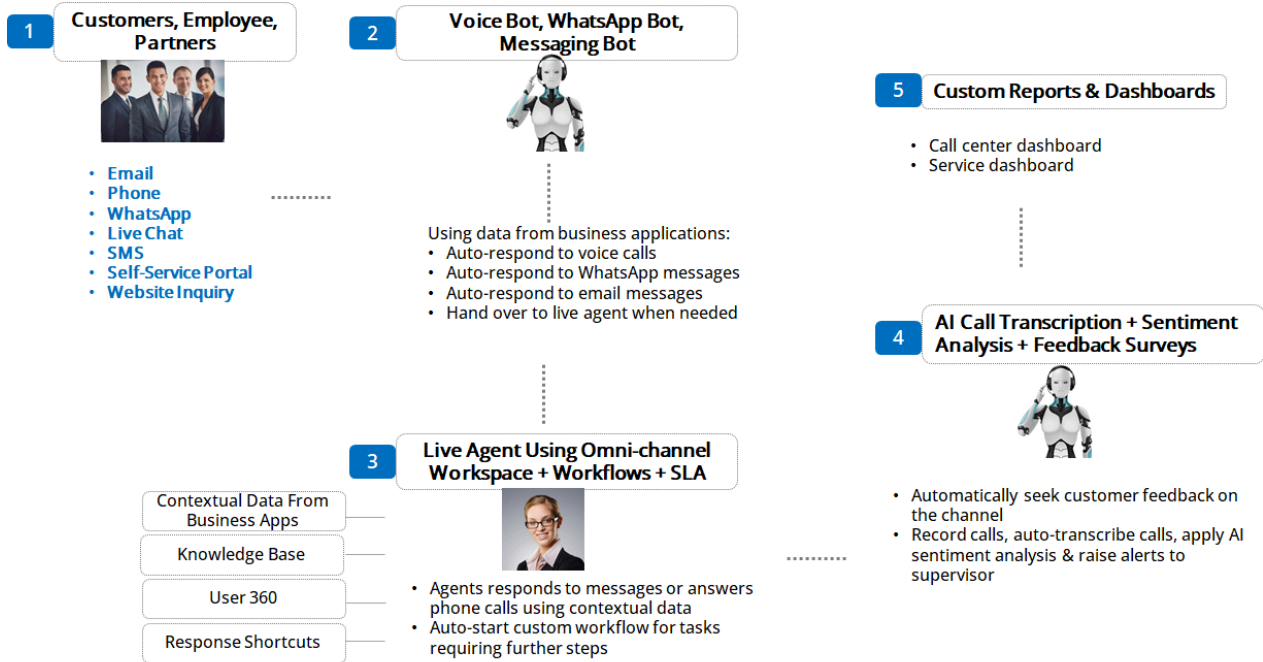 1
Customers, Employee,
Partners
• Email
• Phone
• WhatsApp
• Live Chat
• SMS
• Self-Service Portal
• Website Inquiry
2
Voice Bot, WhatsApp Bot,
Messaging Bot
Using data from business applications:
• Auto-respond to voice calls
• Auto-respond to WhatsApp messages
• Auto-respond to email messages
• Hand over to live agent when needed
3
Live Agent Using Omni-channel
Workspace + Workflows + SLA
Contextual Data From
Business Apps
Knowledge Base
User 360
Response Shortcuts
• Agents responds to messages or answers
phone calls using contextual data
• Auto-start custom workflow for tasks
requiring further steps
4
AI Call Transcription + Sentiment
Analysis + Feedback Surveys
• Automatically seek customer feedback on
the channel
• Record calls, auto-transcribe calls, apply AI
sentiment analysis & raise alerts to
supervisor
5
Custom Reports & Dashboards
• Call center dashboard
• Service dashboard